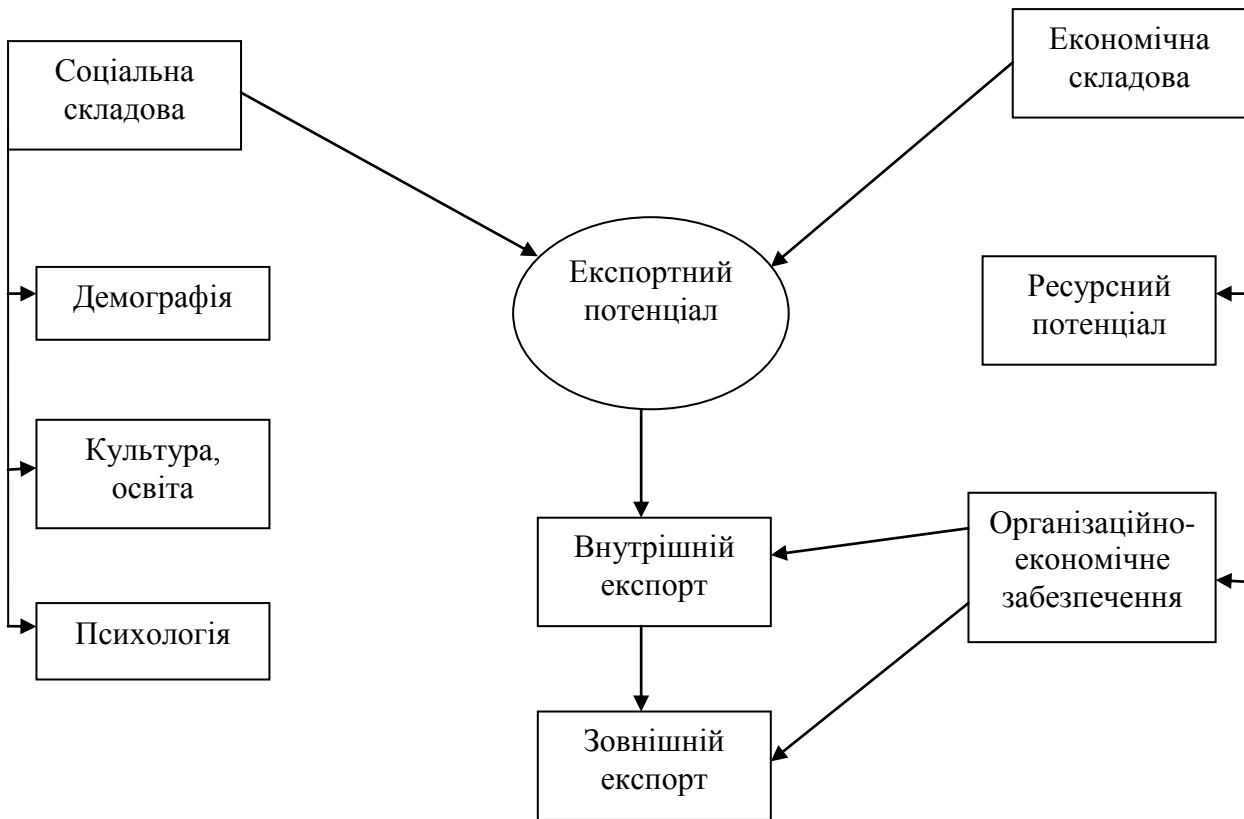 Соціальна
складова
Економічна
складова
Експортний
потенціал
Демографія
Ресурсний
потенціал
Культура,
освіта
Внутрішній
експорт
Організаційно-
економічне
забезпечення
Психологія
Зовнішній
експорт